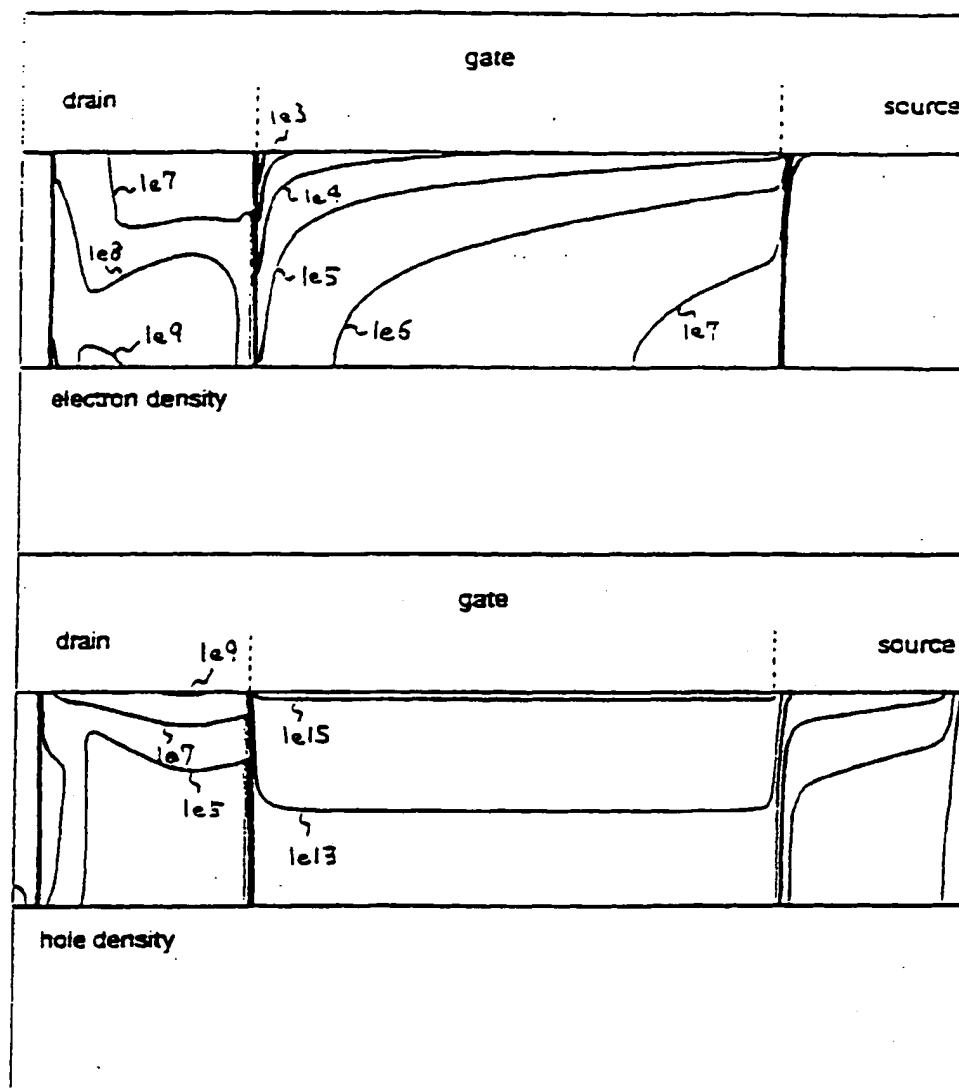 gate
drain
source
1e3
1e7
1e4
1e8
1e5
1e9
1e6
1e7
electron density
gate
drain
source
1e9
1e15
1e7
1e5
1e13
hole density